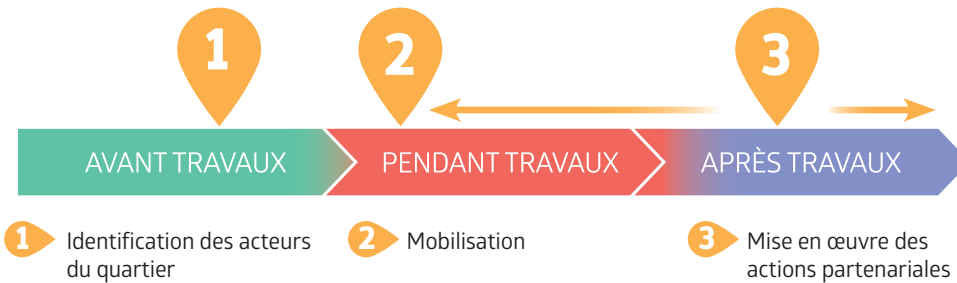 1 2 3
AVANT TRAVAUX PENDANT TRAVAUX APRÈS TRAVAUX
1 Identification des acteurs
du quartier
2 Mobilisation
3 Mise en œuvre des
actions partenariales